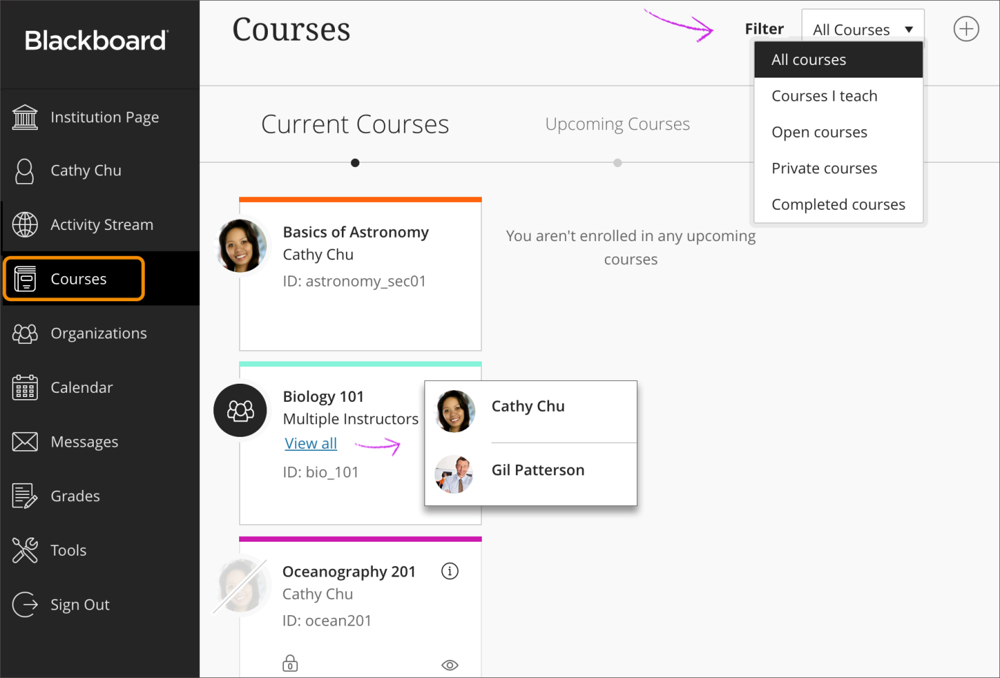 Blackboard
Institution Page
Cathy Chu
Activity Stream
Courses
Organizations
Calendar
Messages
Grades
Tools
Sign Out
Courses
Filter
All Courses
All courses
Courses I teach
Open courses
Private courses
Completed courses
Current Courses
Upcoming Courses
Basics of Astronomy
Cathy Chu
ID: astronomy_sec01
You aren't enrolled in any upcoming
courses
Biology 101
Multiple Instructors
View all
ID: bio_101
Cathy Chu
Gil Patterson
Oceanography 201
Cathy Chu
ID: ocean201